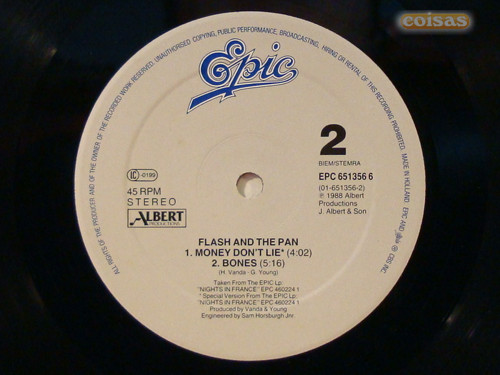 coisas
ALL RIGHTS OF THE PRODUCER AND OF THE OWNER OF THE RECORDED WORK RESERVED. UNAUTHORISED COPYING, PUBLIC PERFORMANCE, BROADCASTING, HIRING OR RENTAL OF THIS RECORDING PROHIBITED. MADE IN HOLLAND. EPIC AND
CBS INC.
Epic
2
BIEM/STEMRA
LC -0199
EPC 651356 6
45 RPM
(01-651356-2)
STEREO
℗ 1988 Albert
Productions
ALBERT
J. Albert & Son
PRODUCTIONS
FLASH AND THE PAN
1. MONEY DON'T LIE* (4:02)
2. BONES (5:16)
(H. Vanda - G. Young)
Taken From The EPIC Lp:
"NIGHTS IN FRANCE" EPC 460224 1
* Special Version From The EPIC Lp:
"NIGHTS IN FRANCE" EPC 460224 1
Produced by Vanda & Young
Engineered by Sam Horsburgh Jnr.